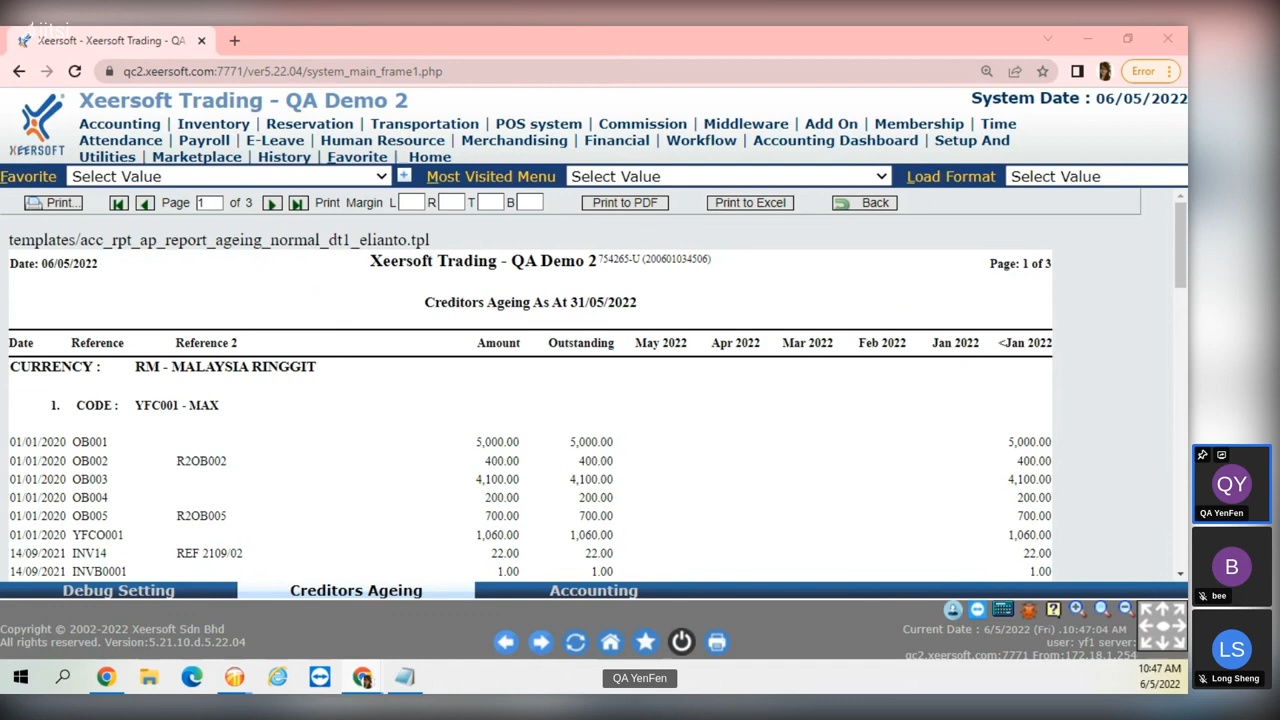 jitsi
Xeersoft - Xeersoft Trading - QA
qc2.xeersoft.com:7771/ver5.22.04/system_main_frame1.php
Error
XEERSOFT
Xeersoft Trading - QA Demo 2
System Date : 06/05/2022
Accounting | Inventory | Reservation | Transportation | POS system | Commission | Middleware | Add On | Membership | Time
Attendance | Payroll | E-Leave | Human Resource | Merchandising | Financial | Workflow | Accounting Dashboard | Setup And
Utilities | Marketplace | History | Favorite | Home
Favorite Select Value + Most Visited Menu Select Value Load Format Select Value
Print... Page 1 of 3 Print Margin L R T B Print to PDF Print to Excel Back
templates/acc_rpt_ap_report_ageing_normal_dt1_elianto.tpl
Date: 06/05/2022 Xeersoft Trading - QA Demo 2 754265-U (200601034506) Page: 1 of 3
Creditors Ageing As At 31/05/2022
Date Reference Reference 2 Amount Outstanding May 2022 Apr 2022 Mar 2022 Feb 2022 Jan 2022 <Jan 2022
CURRENCY : RM - MALAYSIA RINGGIT
1. CODE : YFC001 - MAX
01/01/2020 OB001 5,000.00 5,000.00 5,000.00
01/01/2020 OB002 R2OB002 400.00 400.00 400.00
01/01/2020 OB003 4,100.00 4,100.00 4,100.00
01/01/2020 OB004 200.00 200.00 200.00
01/01/2020 OB005 R2OB005 700.00 700.00 700.00
01/01/2020 YFCO001 1,060.00 1,060.00 1,060.00
14/09/2021 INV14 REF 2109/02 22.00 22.00 22.00
14/09/2021 INVB0001 1.00 1.00 1.00
Debug Setting Creditors Ageing Accounting
Copyright © 2002-2022 Xeersoft Sdn Bhd
All rights reserved. Version:5.21.10.d.5.22.04
Current Date : 6/5/2022 (Fri) .10:47:04 AM
user: yf1 server:
qc2.xeersoft.com:7771 From:172.18.1.254
10:47 AM
6/5/2022
QA YenFen
QY
QA YenFen
B
bee
LS
Long Sheng